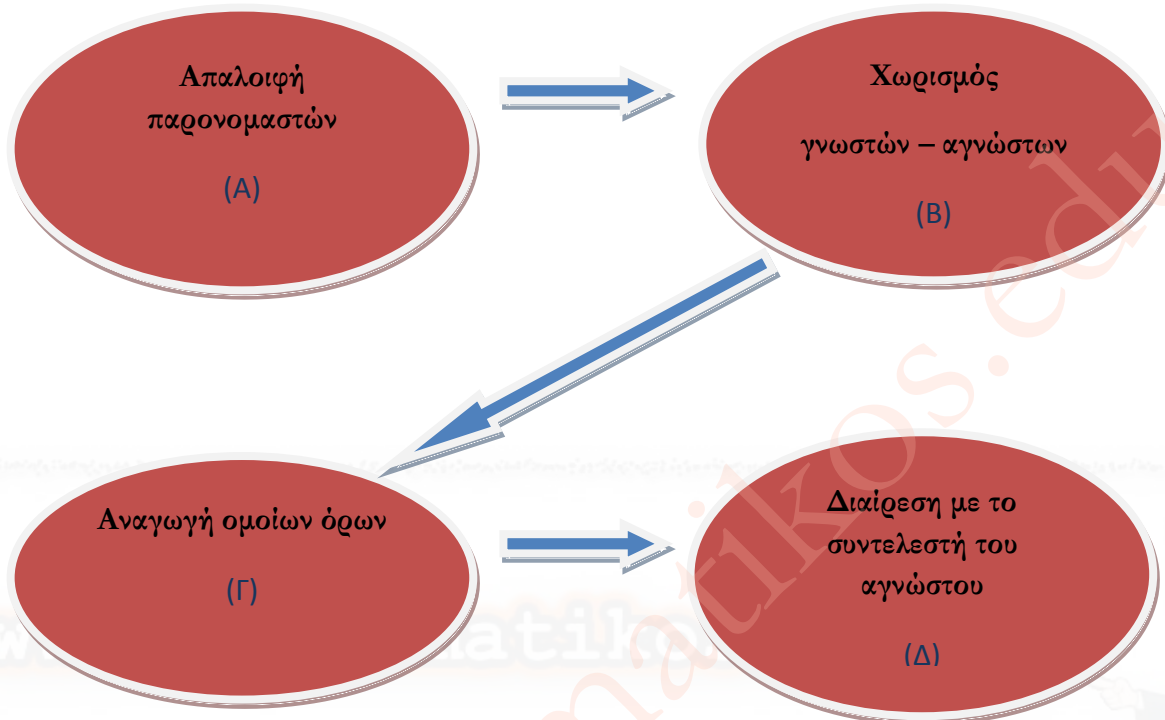 Απαλοιφή
παρονομαστών
(Α)
Χωρισμός
γνωστών – αγνώστων
(Β)
Αναγωγή ομοίων όρων
(Γ)
Διαίρεση με το
συντελεστή του
αγνώστου
(Δ)